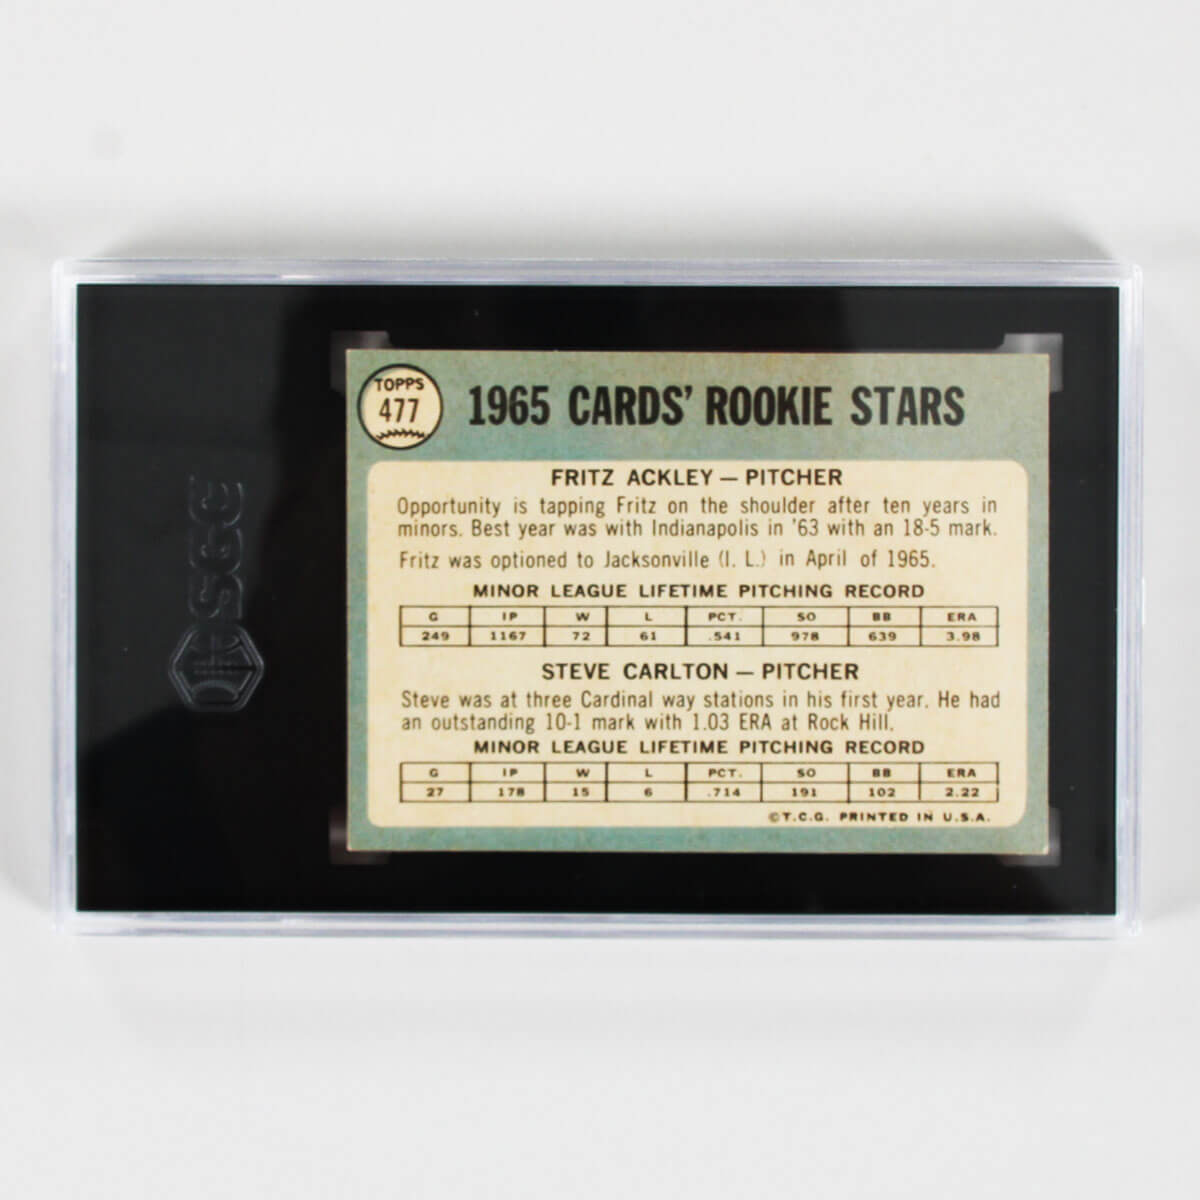 TOPPS
477
1965 CARDS' ROOKIE STARS
FRITZ ACKLEY — PITCHER
Opportunity is tapping Fritz on the shoulder after ten years in
minors. Best year was with Indianapolis in '63 with an 18-5 mark.
Fritz was optioned to Jacksonville (I. L.) in April of 1965.
MINOR LEAGUE LIFETIME PITCHING RECORD
G IP W L PCT. SO BB ERA
249 1167 72 61 .541 978 639 3.98
STEVE CARLTON — PITCHER
Steve was at three Cardinal way stations in his first year. He had
an outstanding 10-1 mark with 1.03 ERA at Rock Hill.
MINOR LEAGUE LIFETIME PITCHING RECORD
G IP W L PCT. SO BB ERA
27 178 15 6 .714 191 102 2.22
©T.C.G. PRINTED IN U.S.A.
SGC